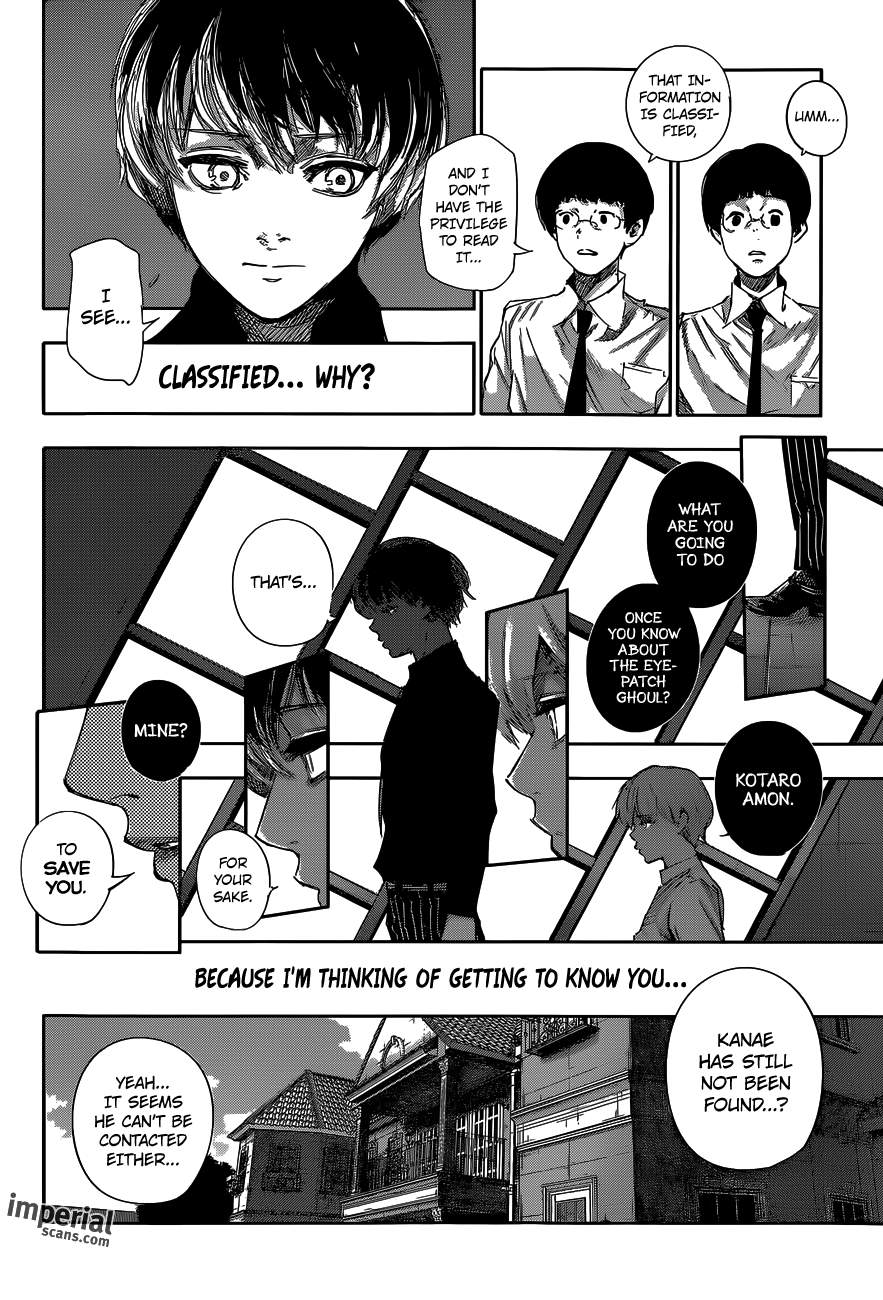 UMM...
THAT IN-
FORMATION
IS CLASSI-
FIED,
AND I
DON'T
HAVE THE
PRIVILEGE
TO READ
IT...
I
SEE...
CLASSIFIED... WHY?
WHAT
ARE YOU
GOING
TO DO
ONCE
YOU KNOW
ABOUT
THE EYE-
PATCH
GHOUL?
KOTARO
AMON.
THAT'S...
FOR
YOUR
SAKE.
MINE?
TO
SAVE
YOU.
BECAUSE I'M THINKING OF GETTING TO KNOW YOU...
KANAE
HAS STILL
NOT BEEN
FOUND...?
YEAH...
IT SEEMS
HE CAN'T BE
CONTACTED
EITHER...
imperial
scans.com